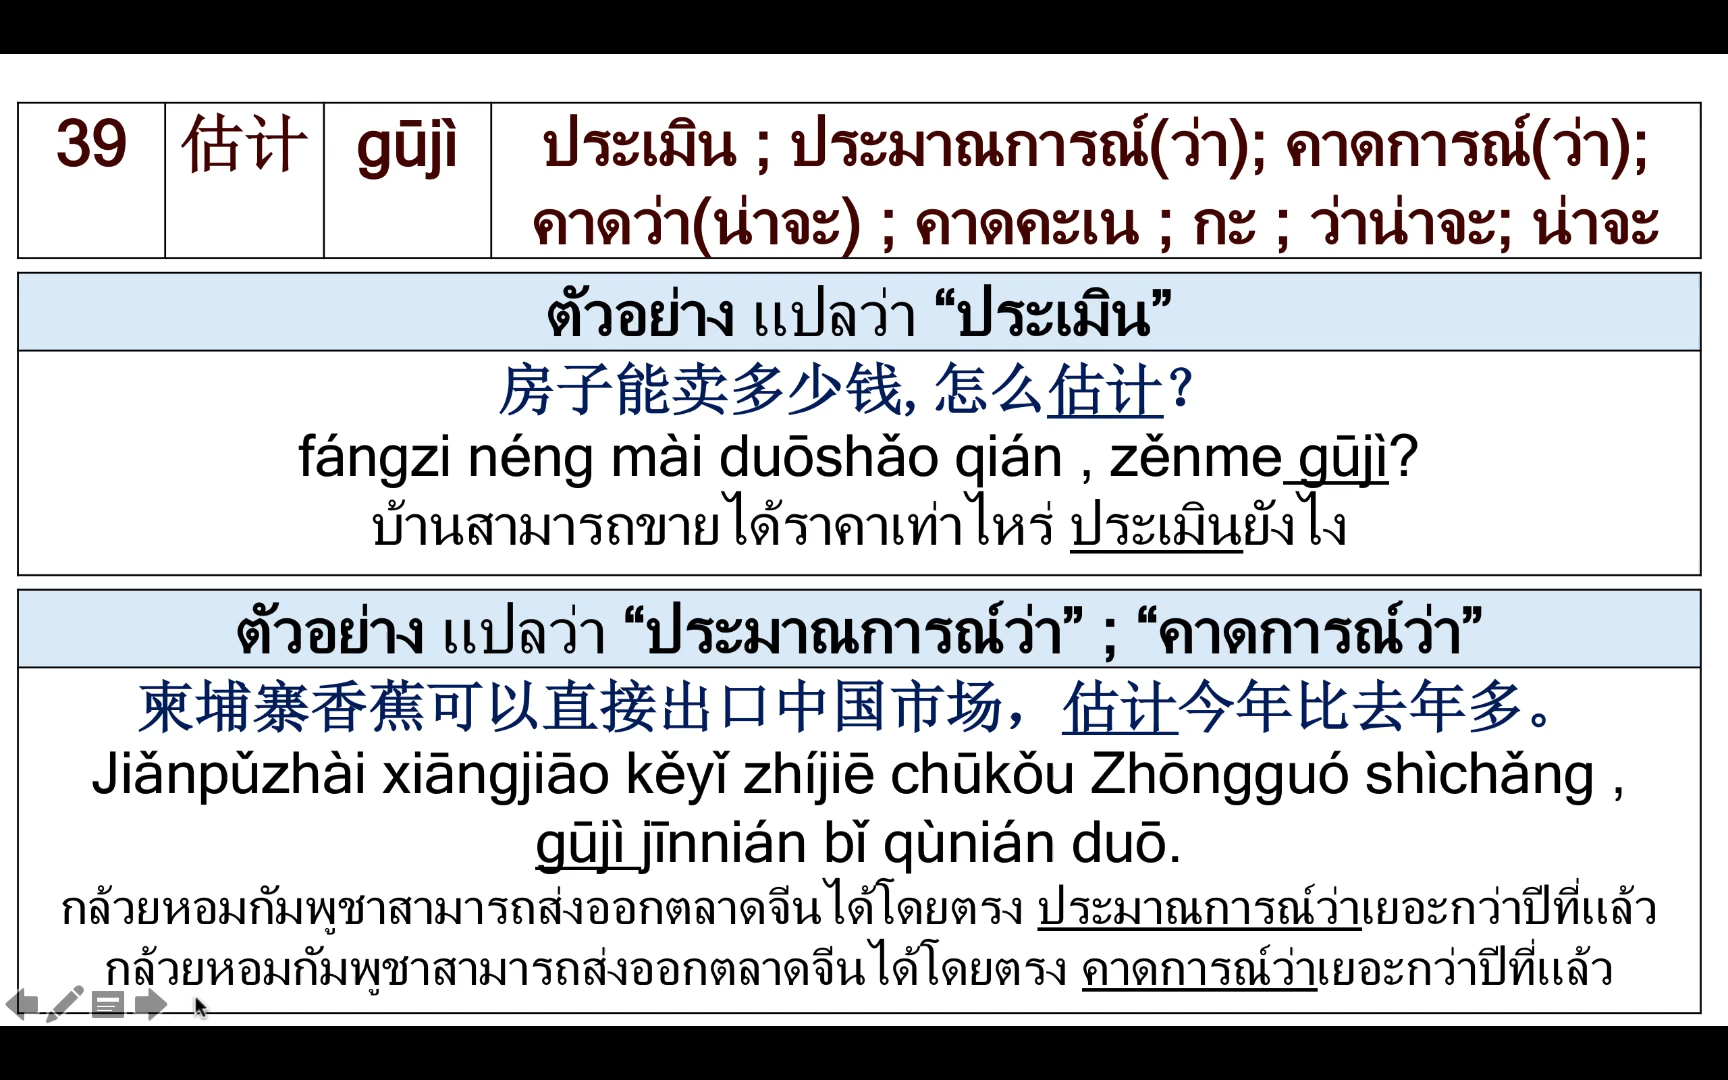 39 估计 gūjì ประเมิน ; ประมาณการณ์(ว่า); คาดการณ์(ว่า);
คาดว่า(น่าจะ) ; คาดคะเน ; กะ ; ว่าน่าจะ; น่าจะ
ตัวอย่าง แปลว่า “ประเมิน”
房子能卖多少钱, 怎么估计?
fángzi néng mài duōshǎo qián , zěnme gūjì?
บ้านสามารถขายได้ราคาเท่าไหร่ ประเมินยังไง
ตัวอย่าง แปลว่า “ประมาณการณ์ว่า” ; “คาดการณ์ว่า”
柬埔寨香蕉可以直接出口中国市场，估计今年比去年多。
Jiǎnpǔzhài xiāngjiāo kěyǐ zhíjiē chūkǒu Zhōngguó shìchǎng ,
gūjì jīnnián bǐ qùnián duō.
กล้วยหอมกัมพูชาสามารถส่งออกตลาดจีนได้โดยตรง ประมาณการณ์ว่าเยอะกว่าปีที่แล้ว
กล้วยหอมกัมพูชาสามารถส่งออกตลาดจีนได้โดยตรง คาดการณ์ว่าเยอะกว่าปีที่แล้ว